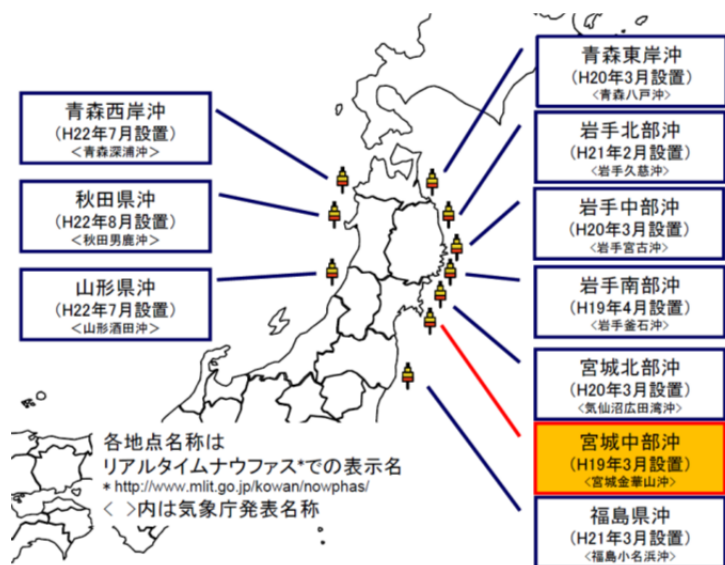 青森西岸沖
(H22年7月設置)
<青森深浦沖>
秋田県沖
(H22年8月設置)
<秋田男鹿沖>
山形県沖
(H22年7月設置)
<山形酒田沖>
青森東岸沖
(H20年3月設置)
<青森八戸沖>
岩手北部沖
(H21年2月設置)
<岩手久慈沖>
岩手中部沖
(H20年3月設置)
<岩手宮古沖>
岩手南部沖
(H19年4月設置)
<岩手釜石沖>
宮城北部沖
(H20年3月設置)
<気仙沼広田湾沖>
宮城中部沖
(H19年3月設置)
<宮城金華山沖>
福島県沖
(H21年3月設置)
<福島小名浜沖>
各地点名称は
リアルタイムナウファス*での表示名
* http://www.mlit.go.jp/kowan/nowphas/
< >内は気象庁発表名称